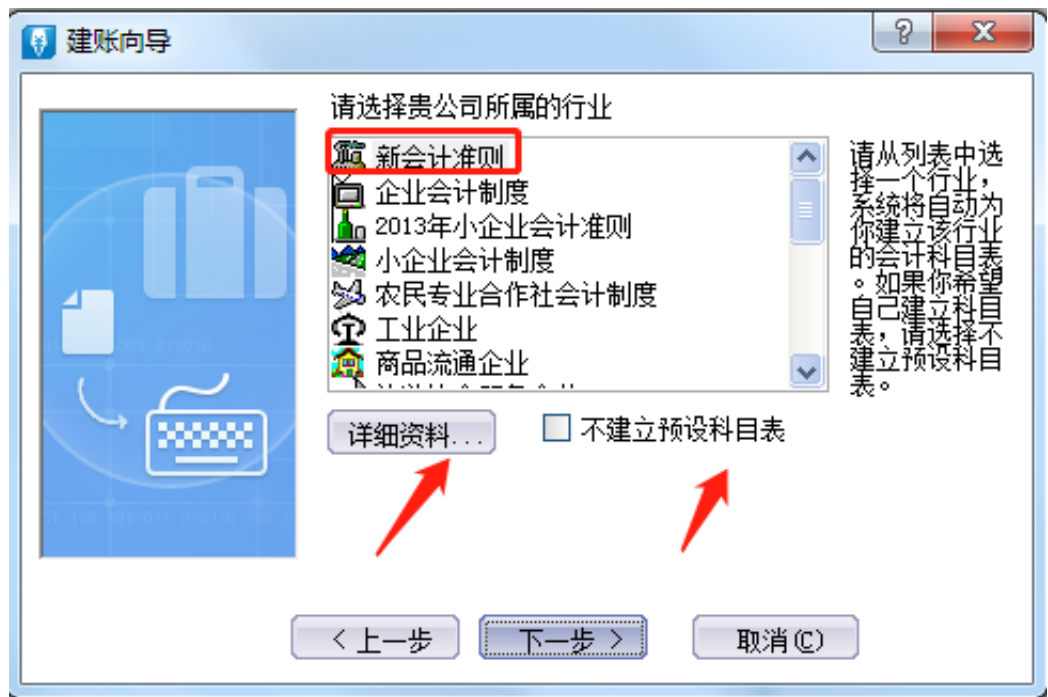 建账向导
请选择贵公司所属的行业
新会计准则
企业会计制度
2013年小企业会计准则
小企业会计制度
农民专业合作社会计制度
工业企业
商品流通企业
请从列表中选
择一个行业，
系统将自动为
你建立该行业
的会计科目表
。如果你希望
自己建立科目
表，请选择不
建立预设科目
表。
详细资料...
不建立预设科目表
< 上一步
下一步 >
取消(C)